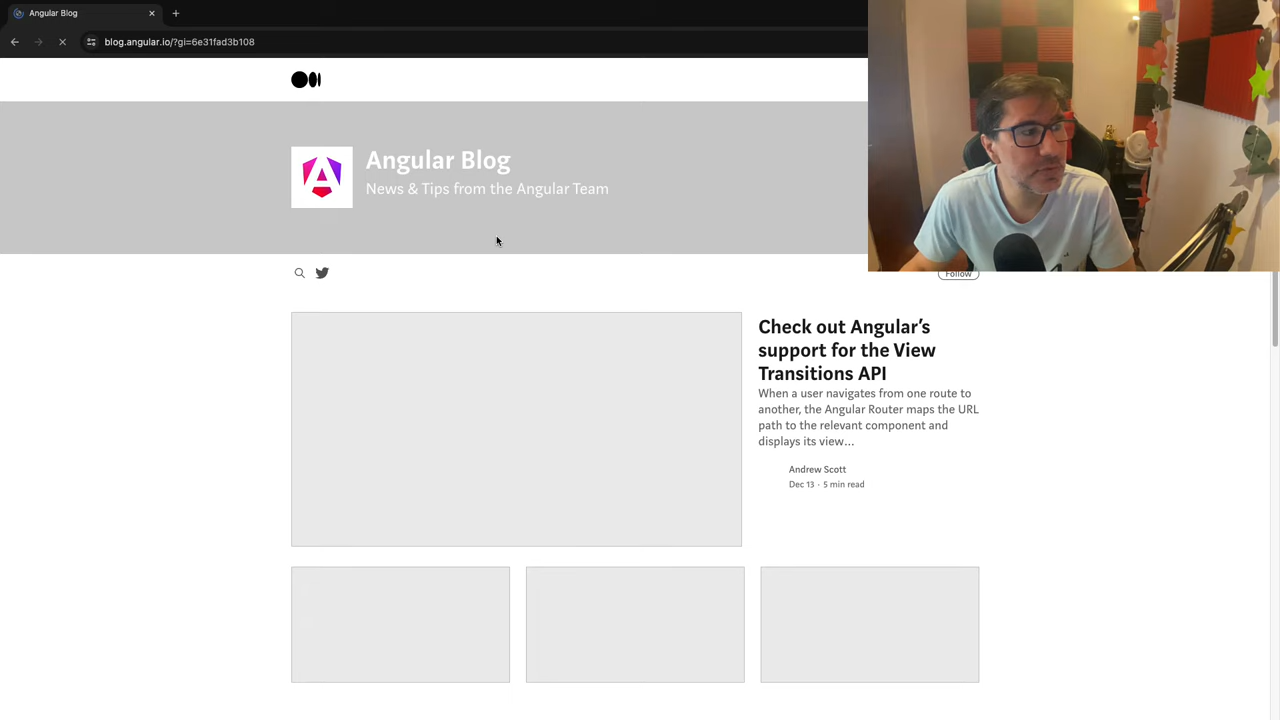 Angular Blog
blog.angular.io/?gi=6e31fad3b108
Angular Blog
News & Tips from the Angular Team
Follow
Check out Angular’s
support for the View
Transitions API
When a user navigates from one route to
another, the Angular Router maps the URL
path to the relevant component and
displays its view…
Andrew Scott
Dec 13 · 5 min read